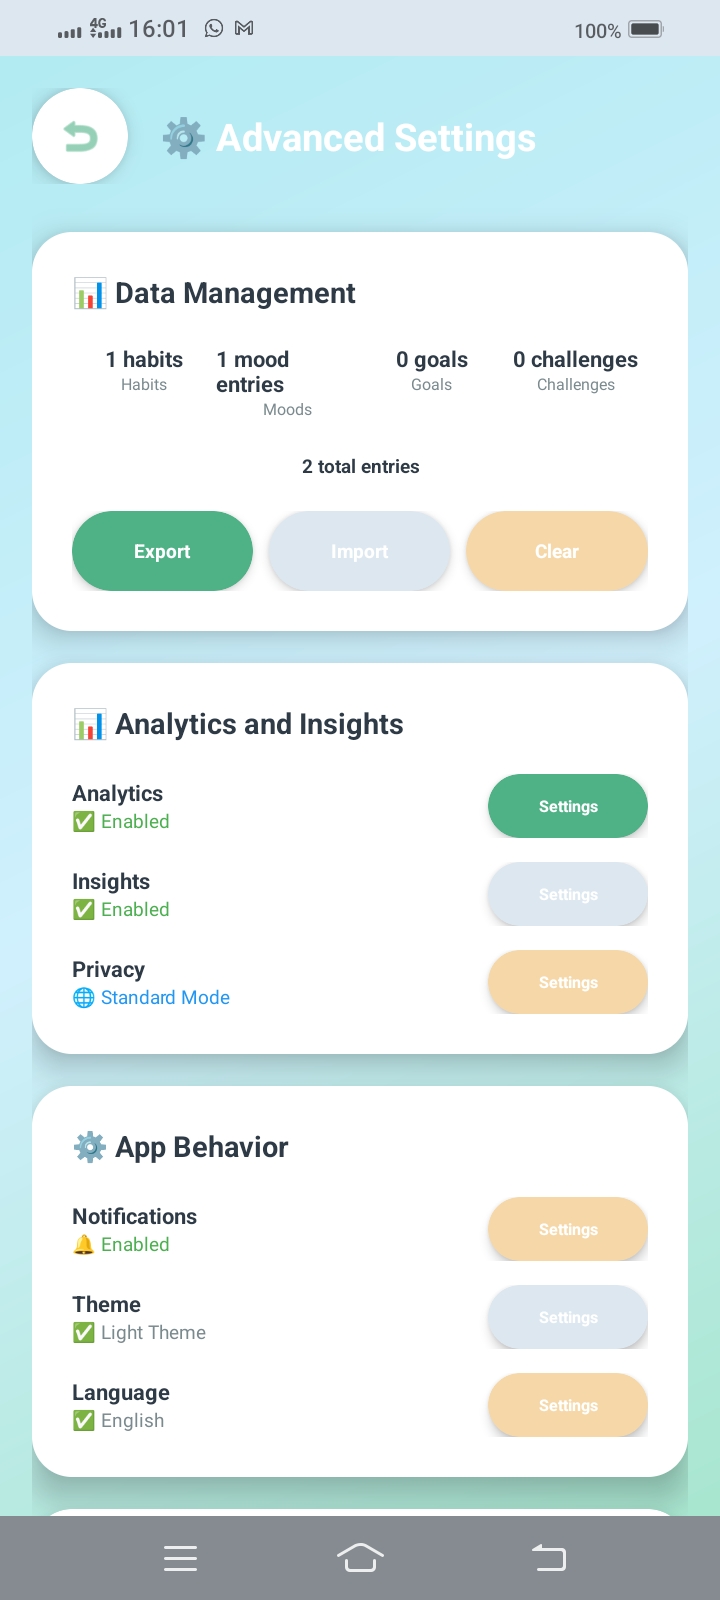 4G 16:01 100%
Advanced Settings
Data Management
1 habits 1 mood entries 0 goals 0 challenges
Habits Moods Goals Challenges
2 total entries
Export Import Clear
Analytics and Insights
Analytics
Enabled
Settings
Insights
Enabled
Settings
Privacy
Standard Mode
Settings
App Behavior
Notifications
Enabled
Settings
Theme
Light Theme
Settings
Language
English
Settings